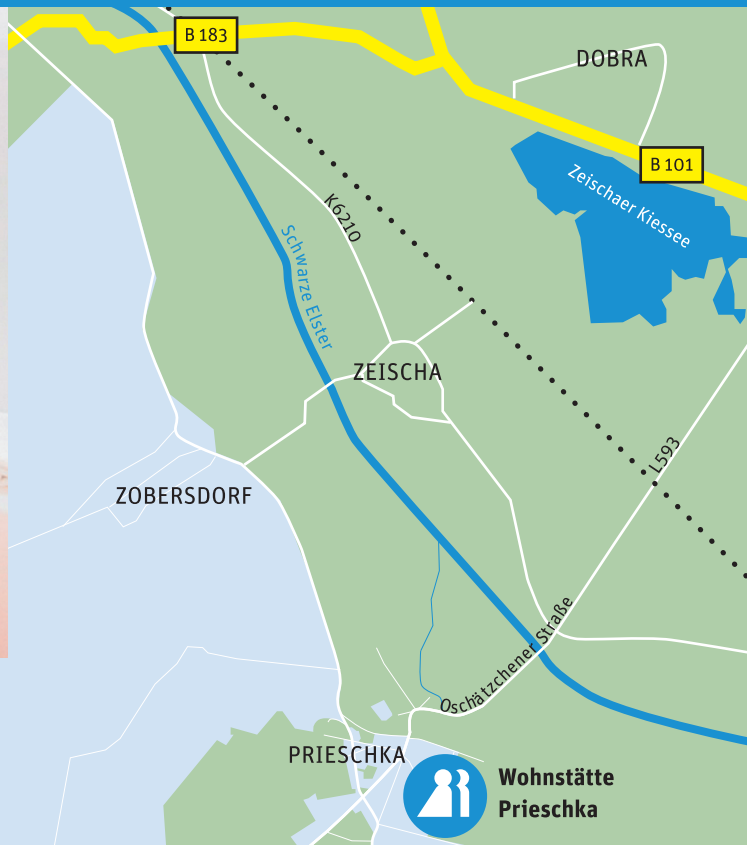 B 183
DOBRA
B 101
Zeischaer Kiessee
K6210
Schwarze Elster
ZEISCHA
L593
ZOBERSDORF
Oschätzchener Straße
PRIESCHKA
Wohnstätte
Prieschka